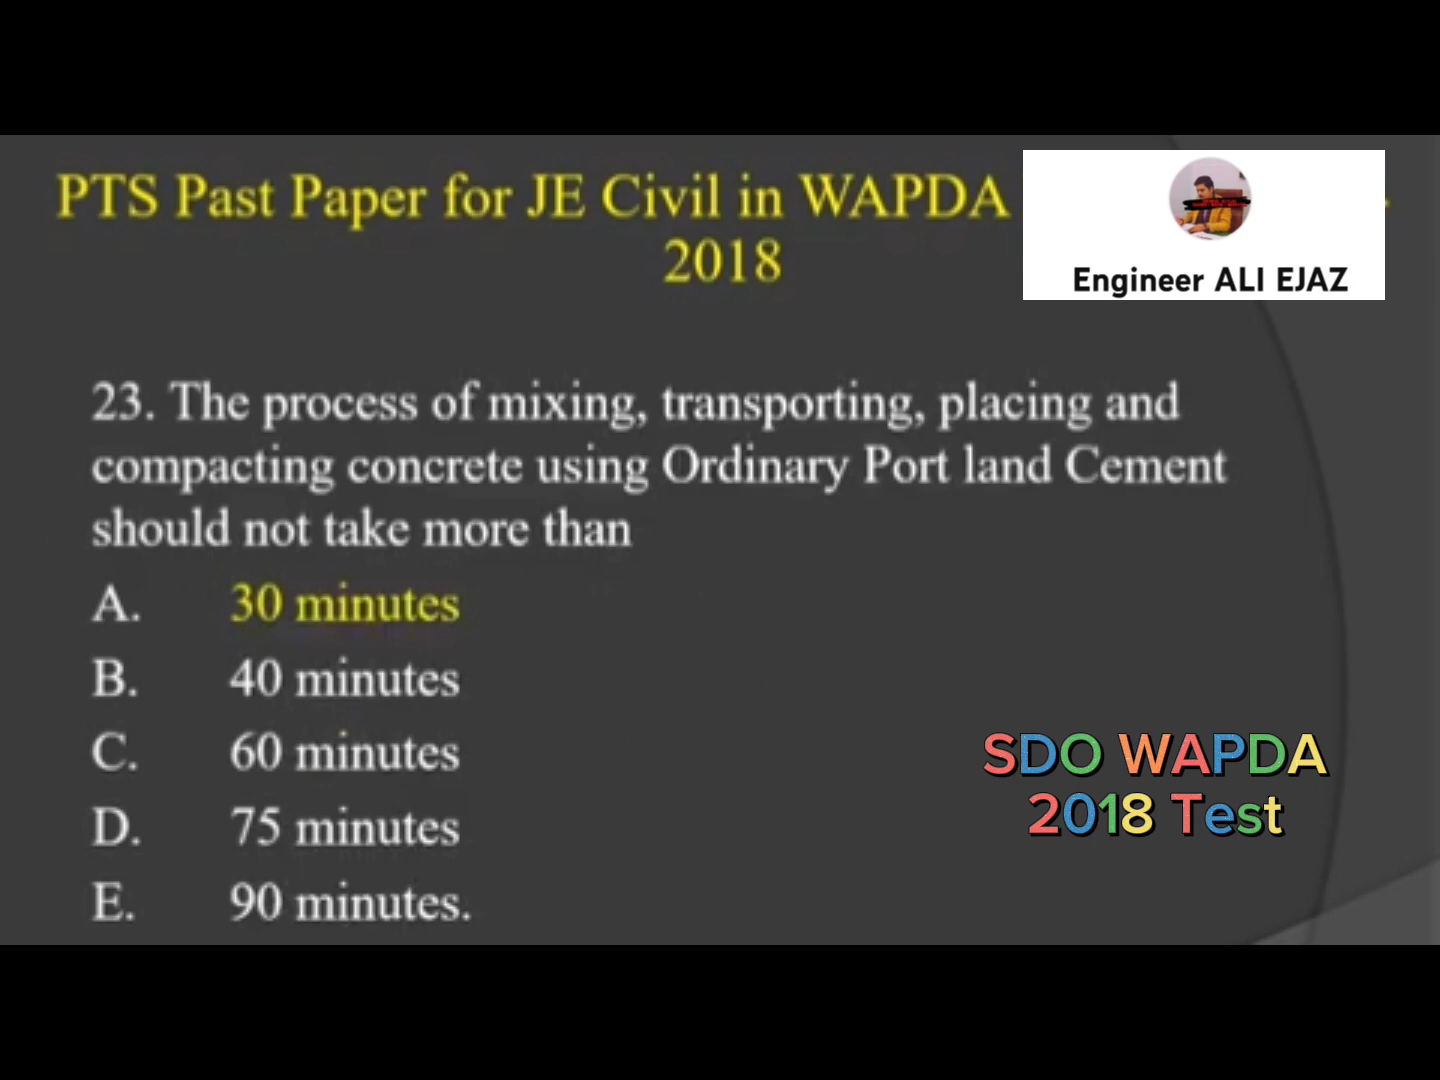 PTS Past Paper for JE Civil in WAPDA
2018
Engineer ALI EJAZ
23. The process of mixing, transporting, placing and
compacting concrete using Ordinary Port land Cement
should not take more than
A. 30 minutes
B. 40 minutes
C. 60 minutes
D. 75 minutes
E. 90 minutes.
SDO WAPDA
2018 Test